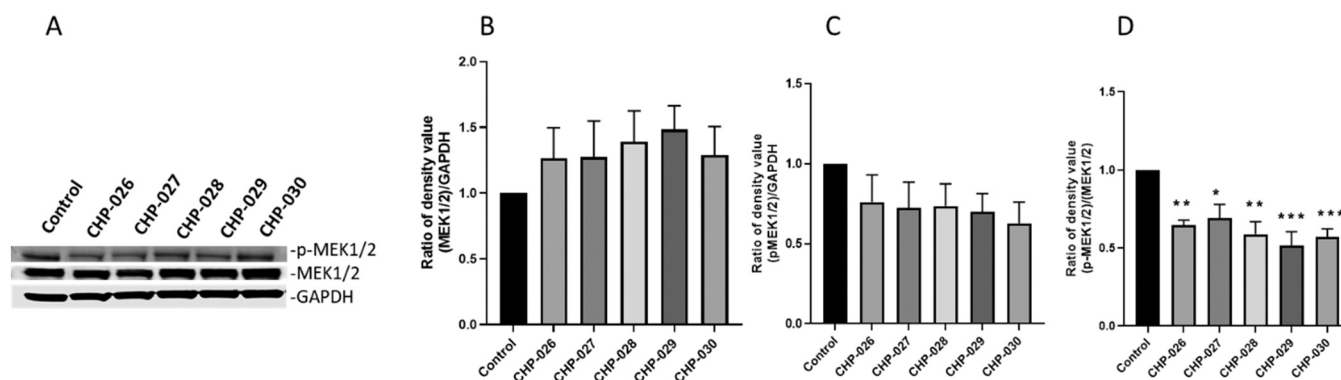 A
Control
CHP-026
CHP-027
CHP-028
CHP-029
CHP-030
-p-MEK1/2
-MEK1/2
-GAPDH
B
Ratio of density value
(MEK1/2)/GAPDH
2.0
1.5
1.0
0.5
0.0
Control
CHP-026
CHP-027
CHP-028
CHP-029
CHP-030
C
Ratio of density value
(pMEK1/2)/GAPDH
1.5
1.0
0.5
0.0
Control
CHP-026
CHP-027
CHP-028
CHP-029
CHP-030
D
Ratio of density value
(p-MEK1/2)/(MEK1/2)
1.5
1.0
0.5
0.0
** * ** *** ***
Control
CHP-026
CHP-027
CHP-028
CHP-029
CHP-030